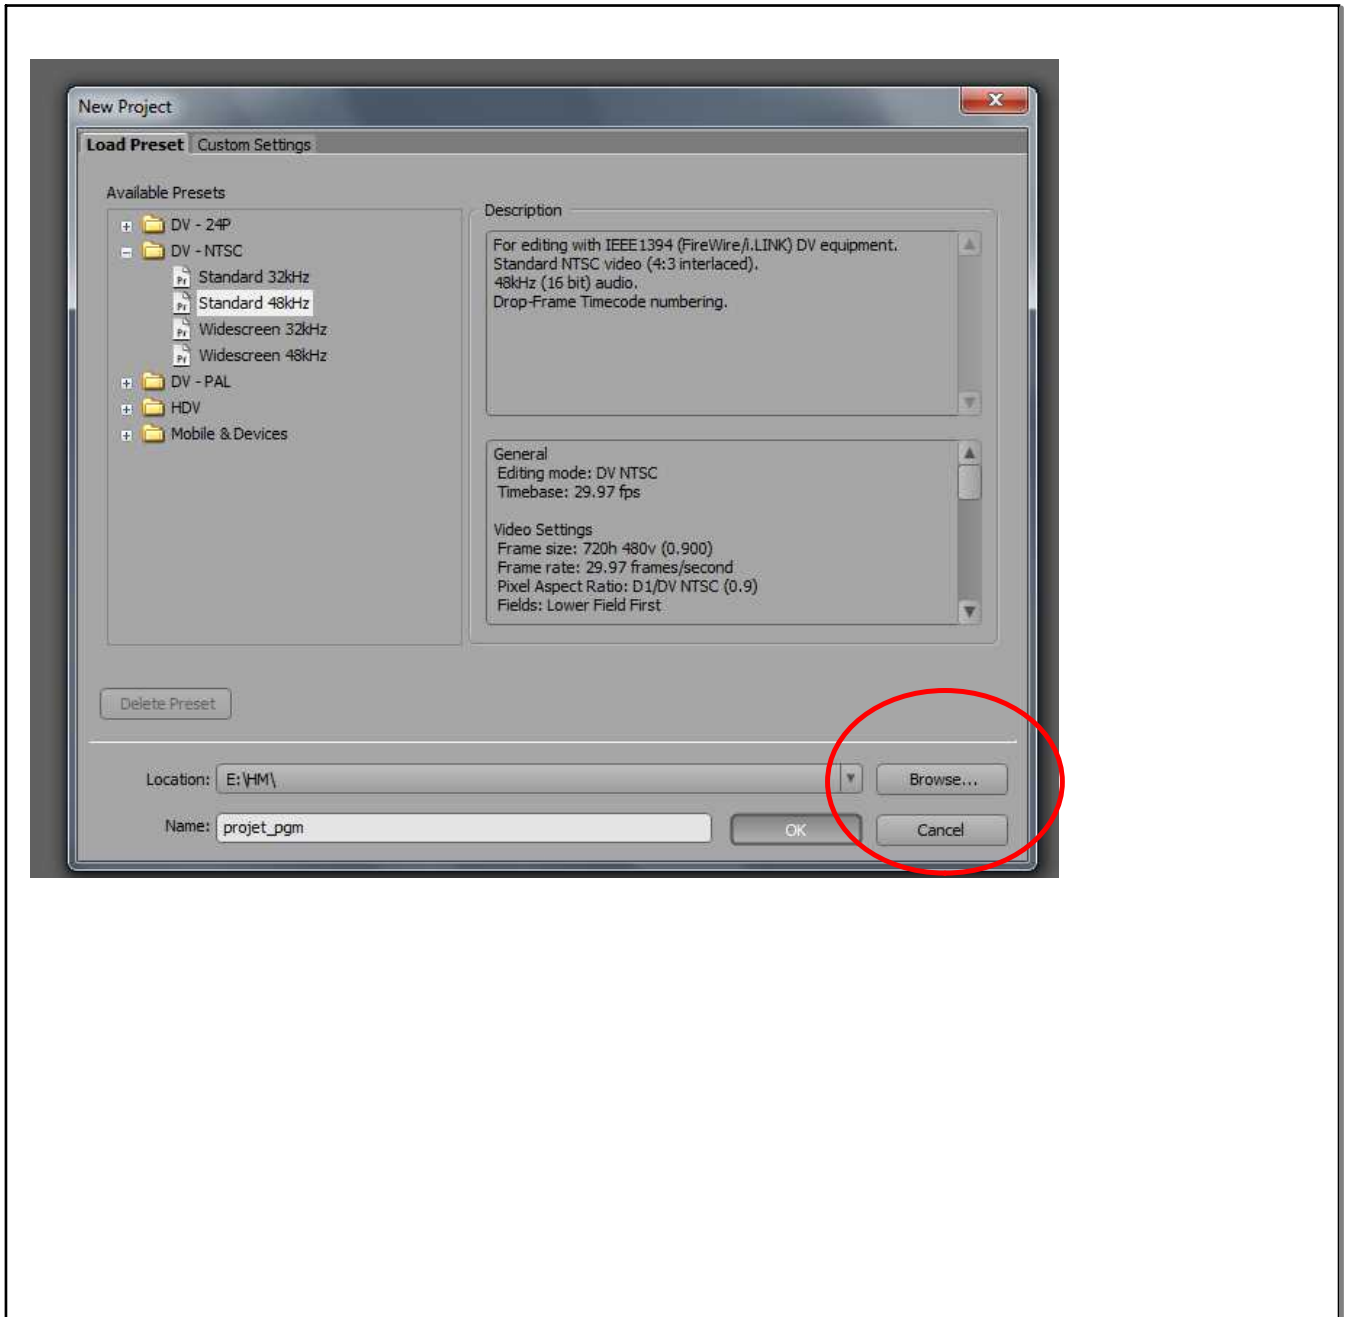 New Project
x
Load Preset Custom Settings
Available Presets
DV - 24P
DV - NTSC
Standard 32kHz
Standard 48kHz
Widescreen 32kHz
Widescreen 48kHz
DV - PAL
HDV
Mobile & Devices
Description
For editing with IEEE1394 (FireWire/i.LINK) DV equipment.
Standard NTSC video (4:3 interlaced).
48kHz (16 bit) audio.
Drop-Frame Timecode numbering.
General
Editing mode: DV NTSC
Timebase: 29.97 fps
Video Settings
Frame size: 720h 480v (0.900)
Frame rate: 29.97 frames/second
Pixel Aspect Ratio: D1/DV NTSC (0.9)
Fields: Lower Field First
Delete Preset
Location: E:\HM\ Browse...
Name: projet_pgm OK Cancel